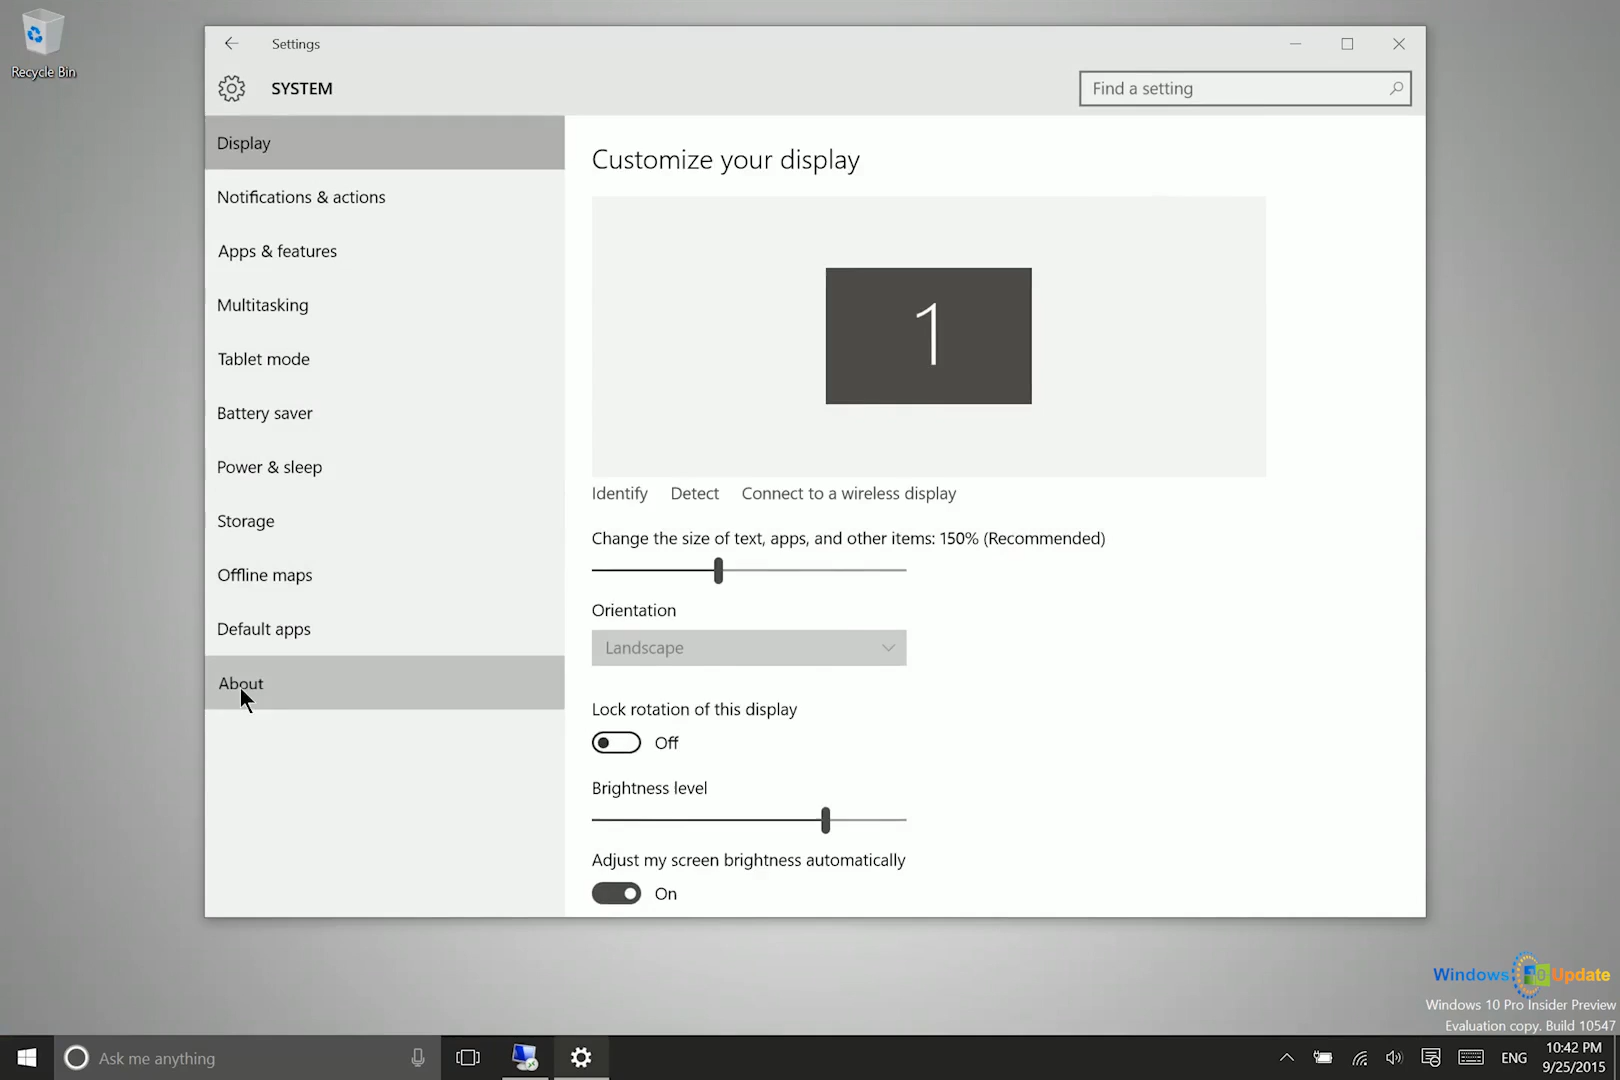 Recycle Bin
Settings
SYSTEM
Find a setting
Display
Notifications & actions
Apps & features
Multitasking
Tablet mode
Battery saver
Power & sleep
Storage
Offline maps
Default apps
About
Customize your display
1
Identify Detect Connect to a wireless display
Change the size of text, apps, and other items: 150% (Recommended)
Orientation
Landscape
Lock rotation of this display
Off
Brightness level
Adjust my screen brightness automatically
On
Windows 10 Update
Windows 10 Pro Insider Preview
Evaluation copy. Build 10547
Ask me anything
ENG
10:42 PM
9/25/2015